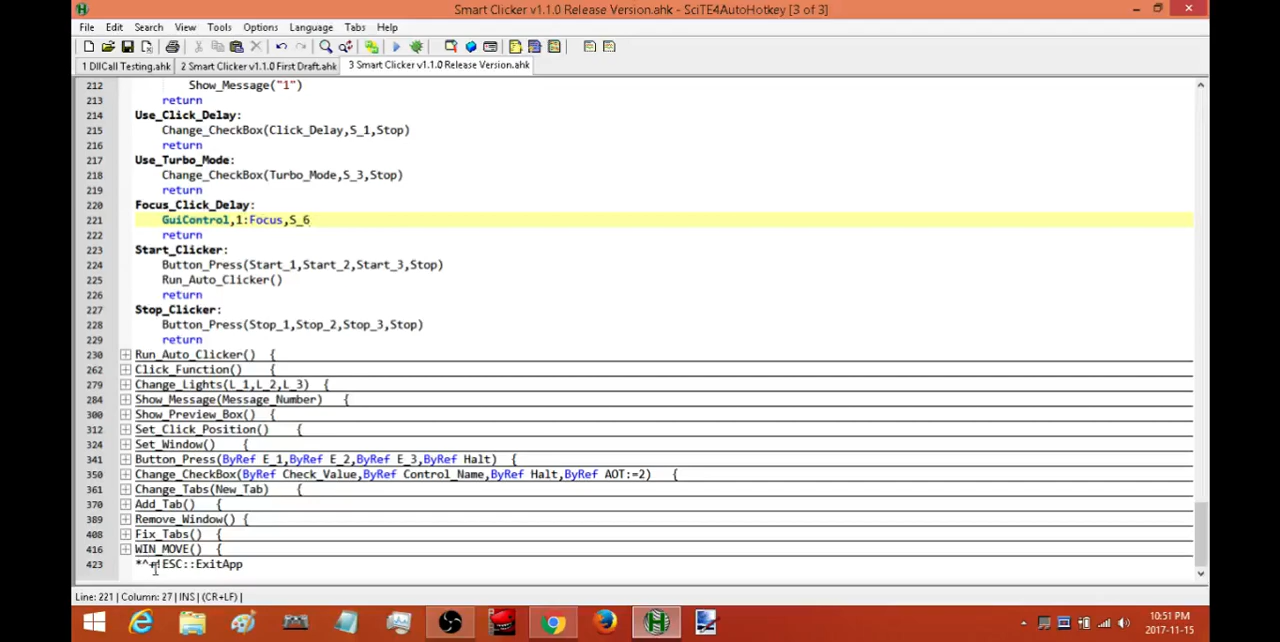 Smart Clicker v1.1.0 Release Version.ahk - SciTE4AutoHotkey [3 of 3]
File Edit Search View Tools Options Language Tabs Help
1 DllCall Testing.ahk 2 Smart Clicker v1.1.0 First Draft.ahk 3 Smart Clicker v1.1.0 Release Version.ahk
212 Show_Message("1")
213 return
214 Use_Click_Delay:
215 Change_CheckBox(Click_Delay,S_1,Stop)
216 return
217 Use_Turbo_Mode:
218 Change_CheckBox(Turbo_Mode,S_3,Stop)
219 return
220 Focus_Click_Delay:
221 GuiControl,1:Focus,S_6
222 return
223 Start_Clicker:
224 Button_Press(Start_1,Start_2,Start_3,Stop)
225 Run_Auto_Clicker()
226 return
227 Stop_Clicker:
228 Button_Press(Stop_1,Stop_2,Stop_3,Stop)
229 return
230 Run_Auto_Clicker() {
262 Click_Function() {
279 Change_Lights(L_1,L_2,L_3) {
284 Show_Message(Message_Number) {
300 Show_Preview_Box() {
312 Set_Click_Position() {
324 Set_Window() {
341 Button_Press(ByRef E_1,ByRef E_2,ByRef E_3,ByRef Halt) {
350 Change_CheckBox(ByRef Check_Value,ByRef Control_Name,ByRef Halt,ByRef AOT:=2) {
361 Change_Tabs(New_Tab) {
370 Add_Tab() {
389 Remove_Window() {
408 Fix_Tabs() {
416 WIN_MOVE() {
423 *^+!ESC::ExitApp
Line: 221 | Column: 27 | INS | (CR+LF) |
10:51 PM
2017-11-15